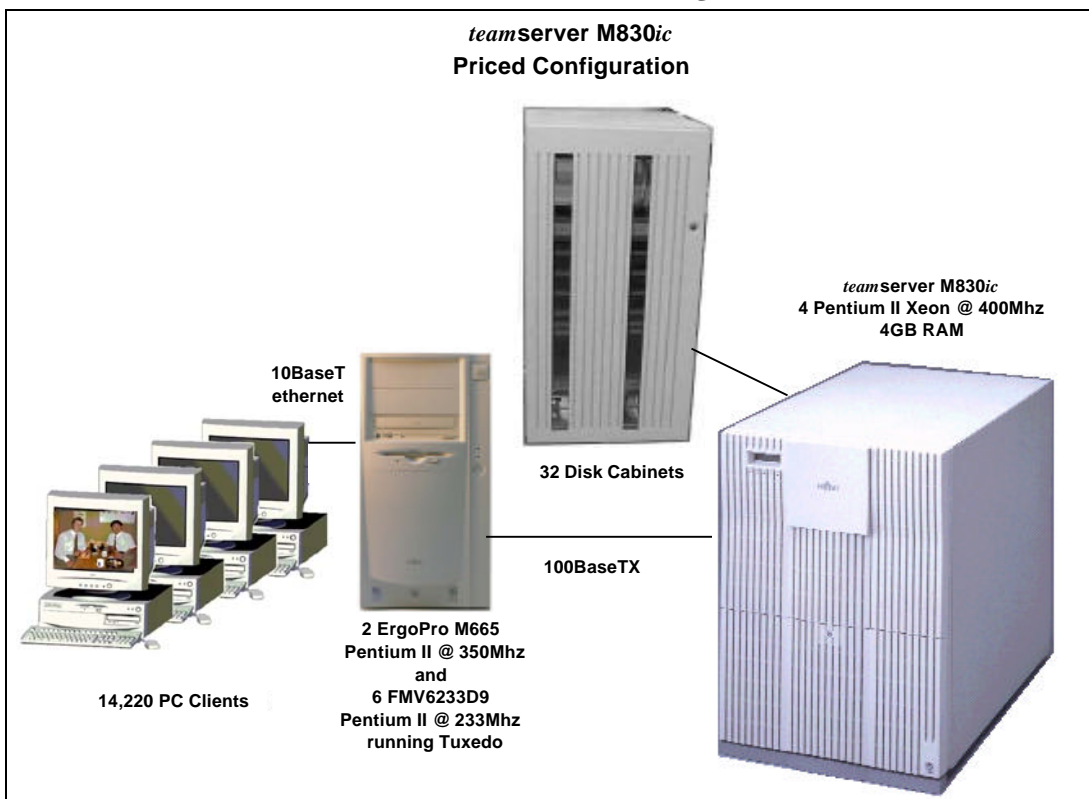 teamserver M830ic
Priced Configuration
teamserver M830ic
4 Pentium II Xeon @ 400Mhz
4GB RAM
10BaseT
ethernet
32 Disk Cabinets
100BaseTX
2 ErgoPro M665
Pentium II @ 350Mhz
and
6 FMV6233D9
Pentium II @ 233Mhz
running Tuxedo
14,220 PC Clients